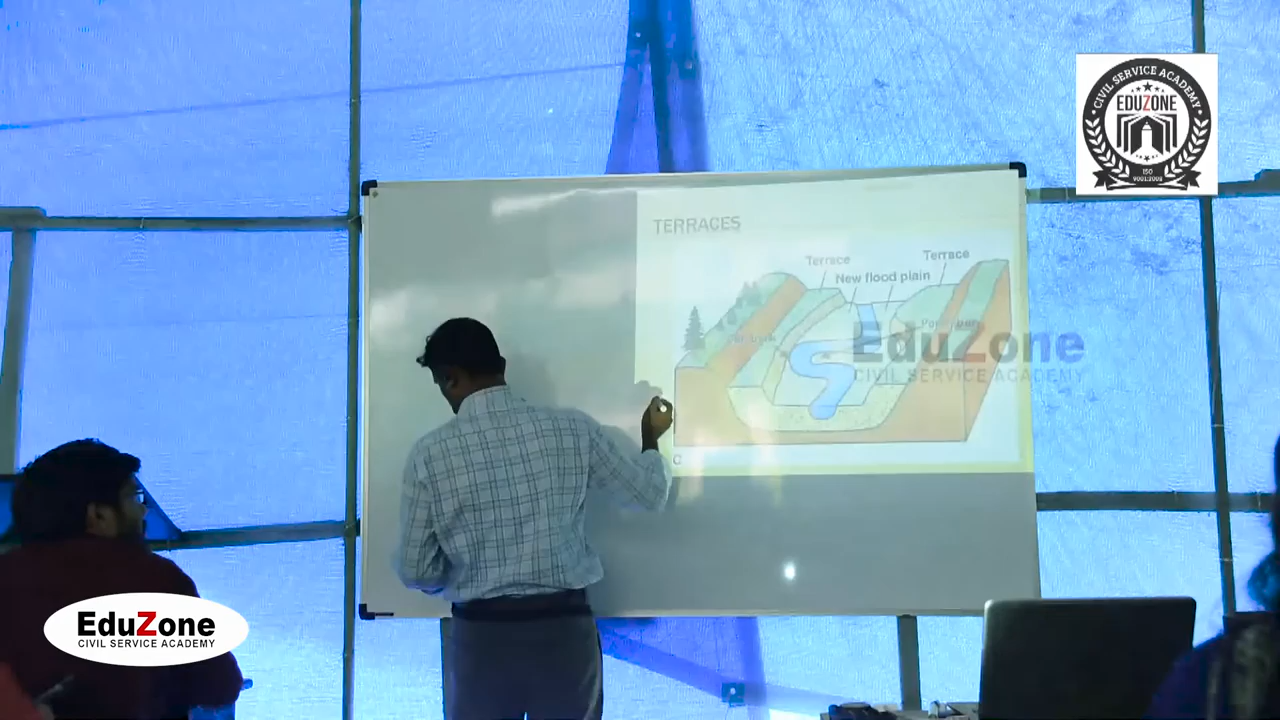 CIVIL SERVICE ACADEMY
EDUZONE
ISO
9001:2008
TERRACES
Terrace
Terrace
New flood plain
EduZone
CIVIL SERVICE ACADEMY
C
EduZone
CIVIL SERVICE ACADEMY